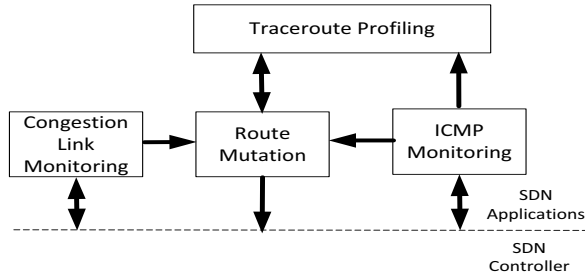 Traceroute Profiling
Congestion
Link
Monitoring
Route
Mutation
ICMP
Monitoring
SDN
Applications
SDN
Controller